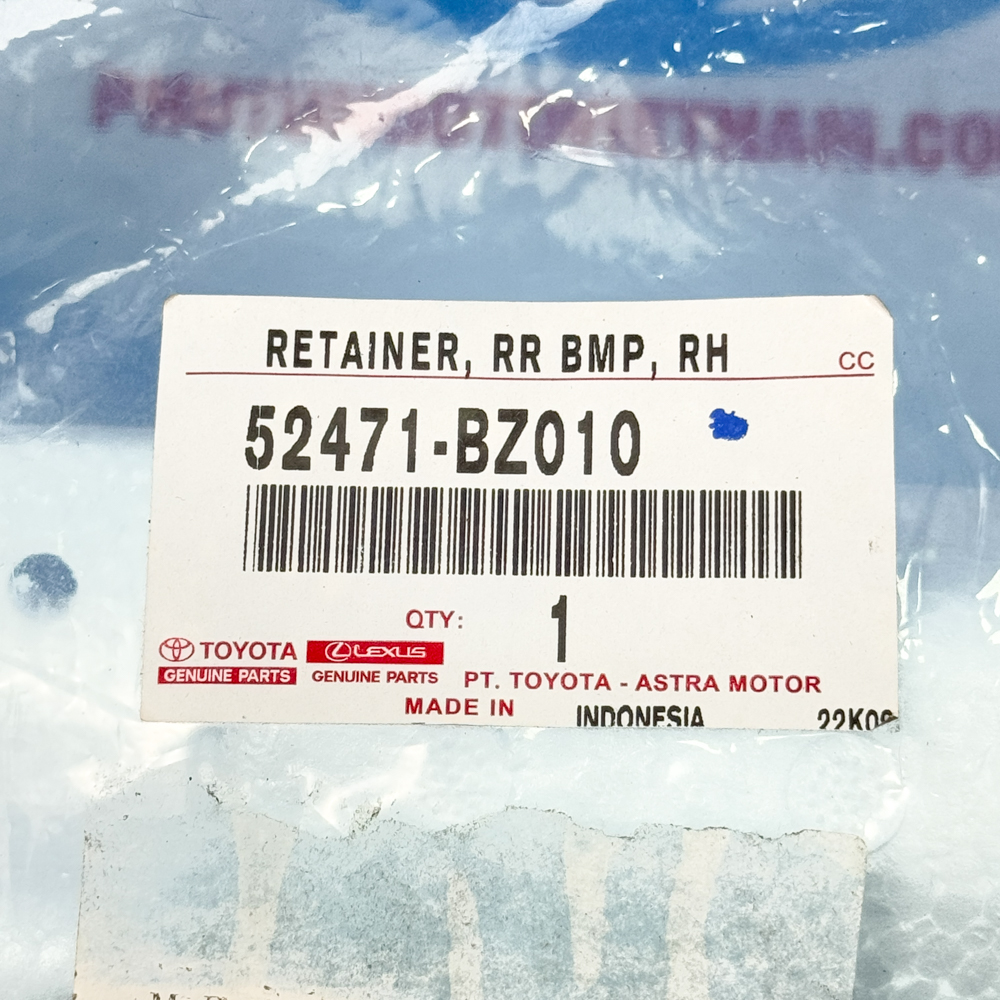 RETAINER, RR BMP, RH
CC
52471-BZ010
QTY: 1
TOYOTA
GENUINE PARTS
LEXUS
GENUINE PARTS
PT. TOYOTA - ASTRA MOTOR
MADE IN INDONESIA